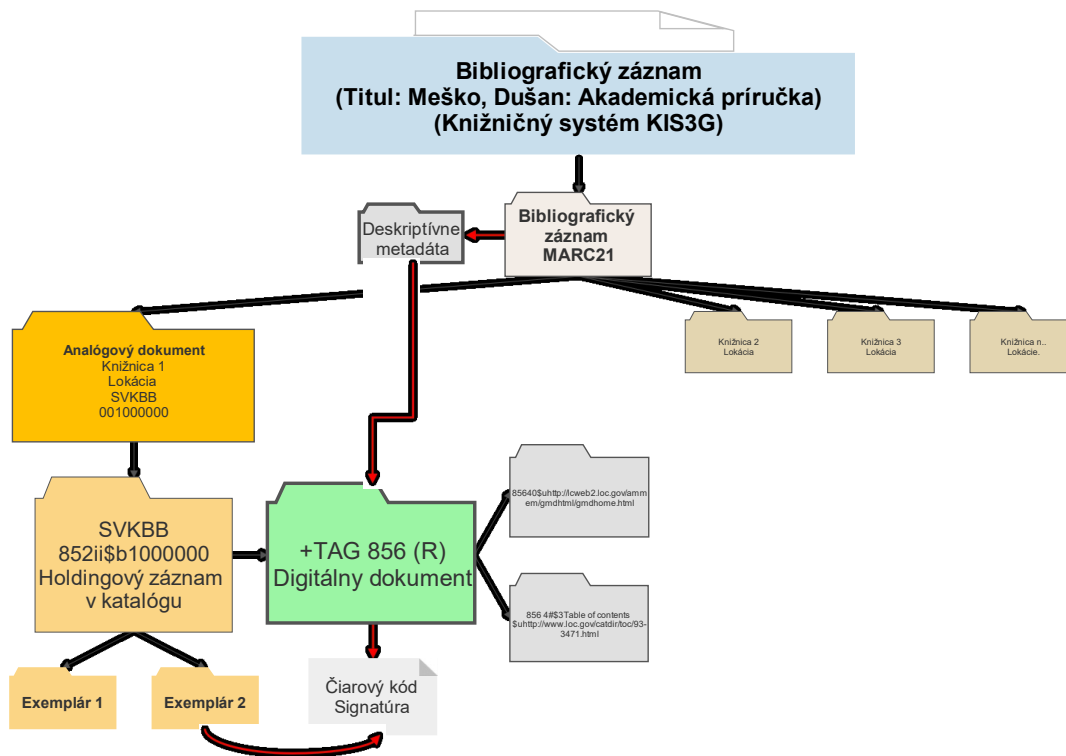 Bibliografický záznam
(Titul: Meško, Dušan: Akademická príručka)
(Knižničný systém KIS3G)
Deskriptívne
metadáta
Bibliografický
záznam
MARC21
Analógový dokument
Knižnica 1
Lokácia
SVKBB
001000000
Knižnica 2
Lokácia
Knižnica 3
Lokácia
Knižnica n..
Lokácie.
SVKBB
852ii$b1000000
Holdingový záznam
v katalógu
+TAG 856 (R)
Digitálny dokument
85640$uhttp://lcweb2.loc.gov/amm
em/gmdhtml/gmdhome.html
856 4#$3Table of contents
$uhttp://www.loc.gov/catdir/toc/93-
3471.html
Exemplár 1
Exemplár 2
Čiarový kód
Signatúra